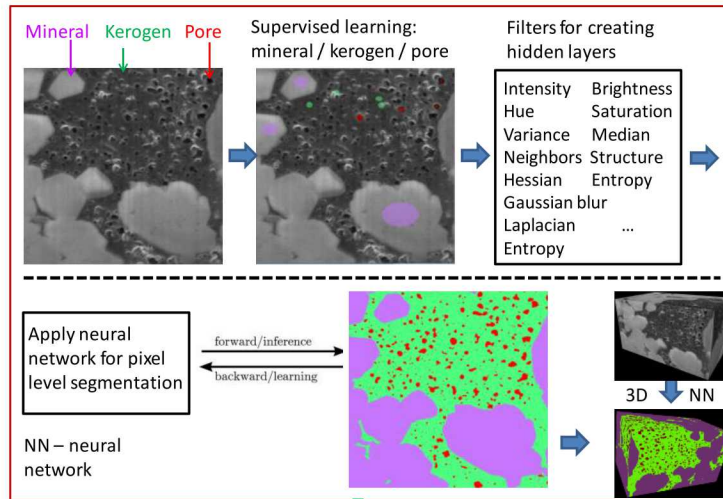 Mineral Kerogen Pore
Supervised learning:
mineral / kerogen / pore
Filters for creating
hidden layers
Intensity Brightness
Hue Saturation
Variance Median
Neighbors Structure
Hessian Entropy
Gaussian blur
Laplacian ...
Entropy
Apply neural
network for pixel
level segmentation
forward/inference
backward/learning
3D NN
NN – neural
network